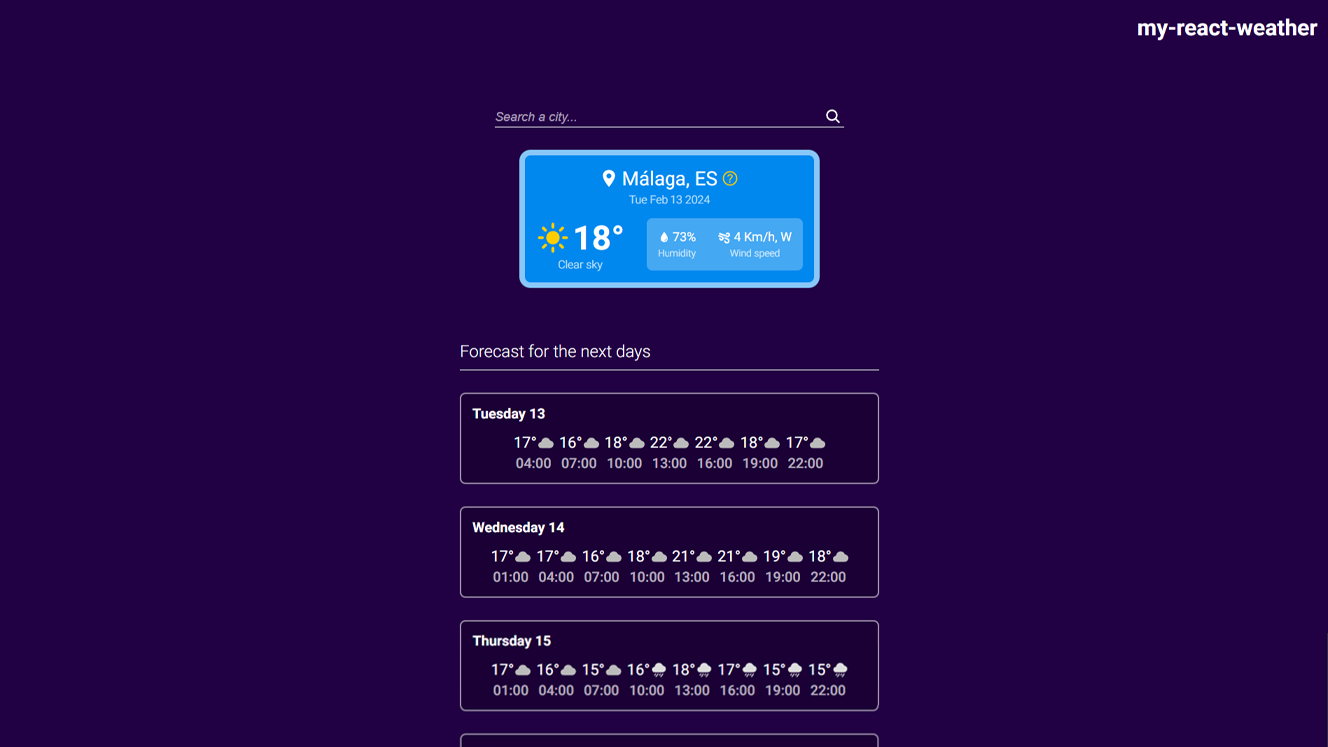 my-react-weather
Search a city...
Málaga, ES
Tue Feb 13 2024
18°
Clear sky
73%
Humidity
4 Km/h, W
Wind speed
Forecast for the next days
Tuesday 13
17° 16° 18° 22° 22° 18° 17°
04:00 07:00 10:00 13:00 16:00 19:00 22:00
Wednesday 14
17° 17° 16° 18° 21° 21° 19° 18°
01:00 04:00 07:00 10:00 13:00 16:00 19:00 22:00
Thursday 15
17° 16° 15° 16° 18° 17° 15° 15°
01:00 04:00 07:00 10:00 13:00 16:00 19:00 22:00